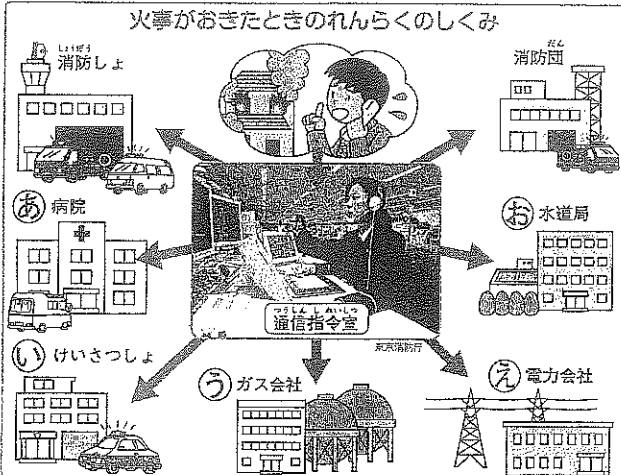 火事がおきたときのれんらくのしくみ
しょうぼう
消防しょ
だん
消防団
あ 病院
お 水道局
つうしんしれいしつ
通信指令室
東京消防庁
い けいさつしょ
う ガス会社
え 電力会社